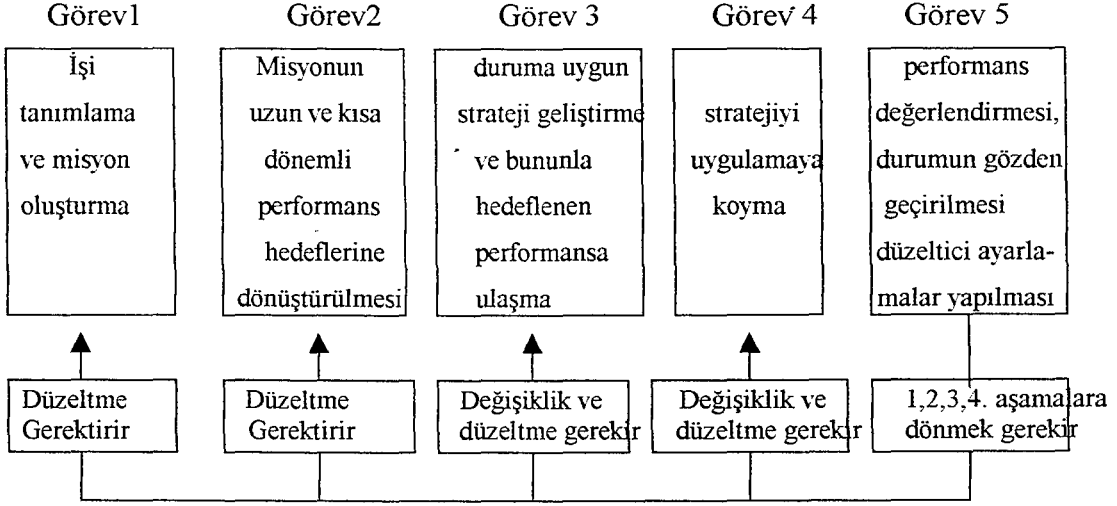 Görev1
Görev2
Görev 3
Görev 4
Görev 5
İşi
tanımlama
ve misyon
oluşturma
Misyonun
uzun ve kısa
dönemli
performans
hedeflerine
dönüştürülmesi
duruma uygun
strateji geliştirme
ve bununla
hedeflenen
performansa
ulaşma
stratejiyi
uygulamaya
koyma
performans
değerlendirmesi,
durumun gözden
geçirilmesi
düzeltici ayarla-
malar yapılması
Düzeltme
Gerektirir
Düzeltme
Gerektirir
Değişiklik ve
düzeltme gerekir
Değişiklik ve
düzeltme gerekir
1,2,3,4. aşamalara
dönmek gerekir